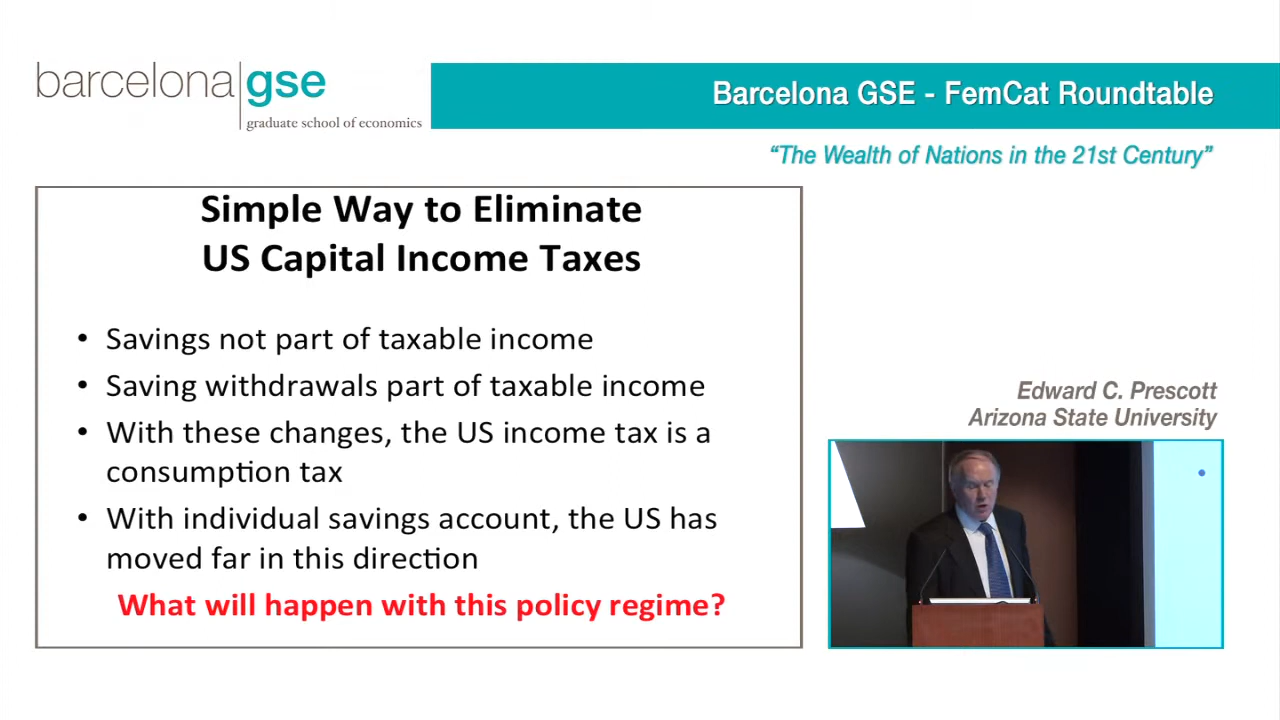 barcelona gse
graduate school of economics
Barcelona GSE - FemCat Roundtable
“The Wealth of Nations in the 21st Century”
Simple Way to Eliminate
US Capital Income Taxes
• Savings not part of taxable income
• Saving withdrawals part of taxable income
• With these changes, the US income tax is a
consumption tax
• With individual savings account, the US has
moved far in this direction
What will happen with this policy regime?
Edward C. Prescott
Arizona State University